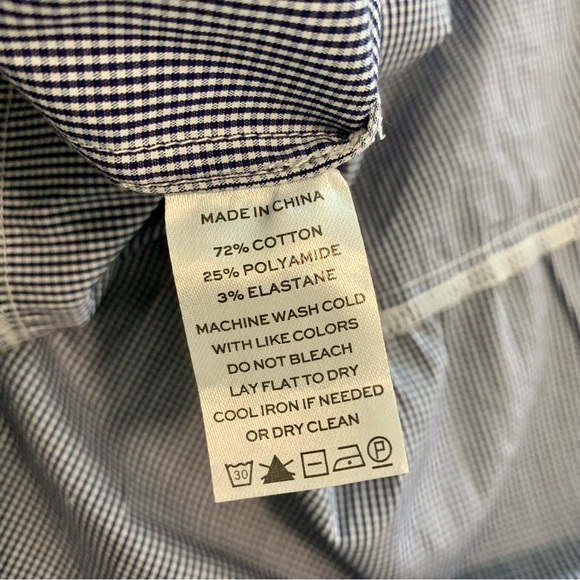 MADE IN CHINA
72% COTTON
25% POLYAMIDE
3% ELASTANE
MACHINE WASH COLD
WITH LIKE COLORS
DO NOT BLEACH
LAY FLAT TO DRY
COOL IRON IF NEEDED
OR DRY CLEAN
30 P